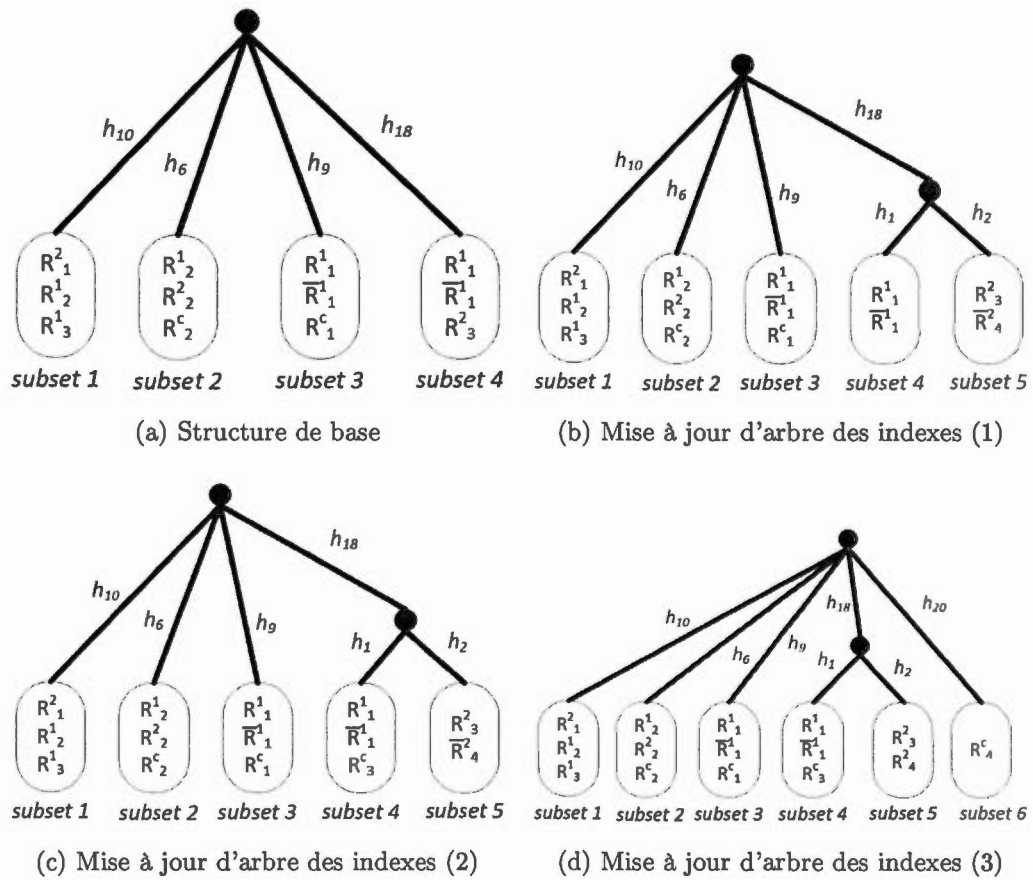 h10 h6 h9 h18
R²₁ R¹₂ R¹₁ R¹₁
R¹₂ R²₂ R̅¹₁ R̅¹₁
R¹₃ Rᶜ₂ Rᶜ₁ R²₃
subset 1 subset 2 subset 3 subset 4
(a) Structure de base
h10 h6 h9 h18
h1 h2
R²₁ R¹₂ R¹₁ R¹₁ R²₃
R¹₂ R²₂ R̅¹₁ R̅¹₁ R̅²₄
R¹₃ Rᶜ₂ Rᶜ₁
subset 1 subset 2 subset 3 subset 4 subset 5
(b) Mise à jour d'arbre des indexes (1)
h10 h6 h9 h18
h1 h2
R²₁ R¹₂ R¹₁ R¹₁ R²₃
R¹₂ R²₂ R̅¹₁ R̅¹₁ R̅²₄
R¹₃ Rᶜ₂ Rᶜ₁ Rᶜ₃
subset 1 subset 2 subset 3 subset 4 subset 5
(c) Mise à jour d'arbre des indexes (2)
h10 h6 h9 h18 h20
h1 h2
R²₁ R¹₂ R¹₁ R¹₁ R²₃ Rᶜ₄
R¹₂ R²₂ R̅¹₁ R̅¹₁ R²₄
R¹₃ Rᶜ₂ Rᶜ₁ Rᶜ₃
subset 1 subset 2 subset 3 subset 4 subset 5 subset 6
(d) Mise à jour d'arbre des indexes (3)